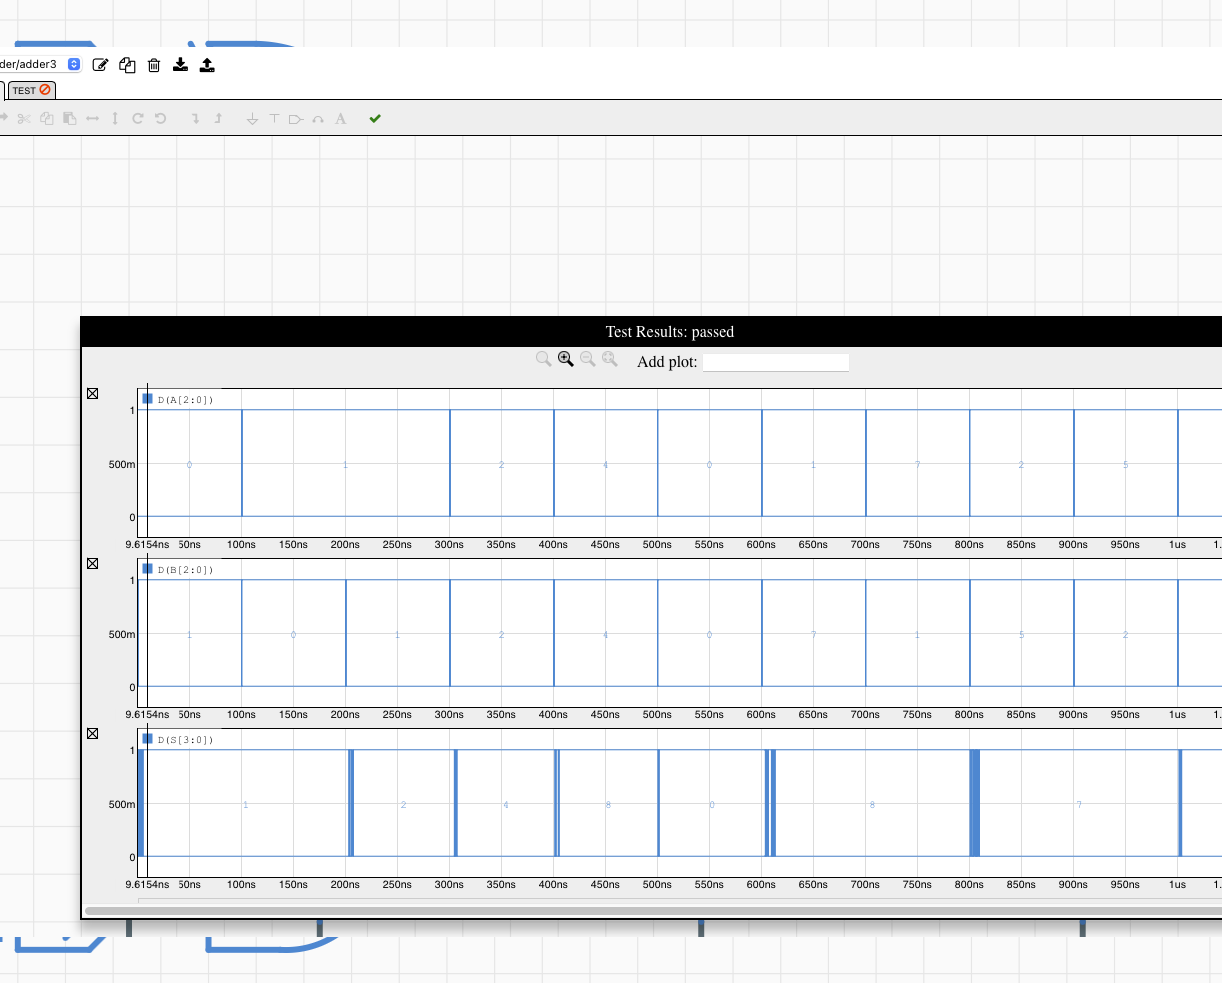 der/adder3
TEST
A
Test Results: passed
Add plot:
D(A[2:0])
1
500m
0
0 1 2 4 0 1 7 2 5
9.6154ns 50ns 100ns 150ns 200ns 250ns 300ns 350ns 400ns 450ns 500ns 550ns 600ns 650ns 700ns 750ns 800ns 850ns 900ns 950ns 1us 1.
D(B[2:0])
1
500m
0
1 0 1 2 4 0 7 1 5 2
9.6154ns 50ns 100ns 150ns 200ns 250ns 300ns 350ns 400ns 450ns 500ns 550ns 600ns 650ns 700ns 750ns 800ns 850ns 900ns 950ns 1us 1.
D(S[3:0])
1
500m
0
1 2 4 8 0 8 7
9.6154ns 50ns 100ns 150ns 200ns 250ns 300ns 350ns 400ns 450ns 500ns 550ns 600ns 650ns 700ns 750ns 800ns 850ns 900ns 950ns 1us 1.